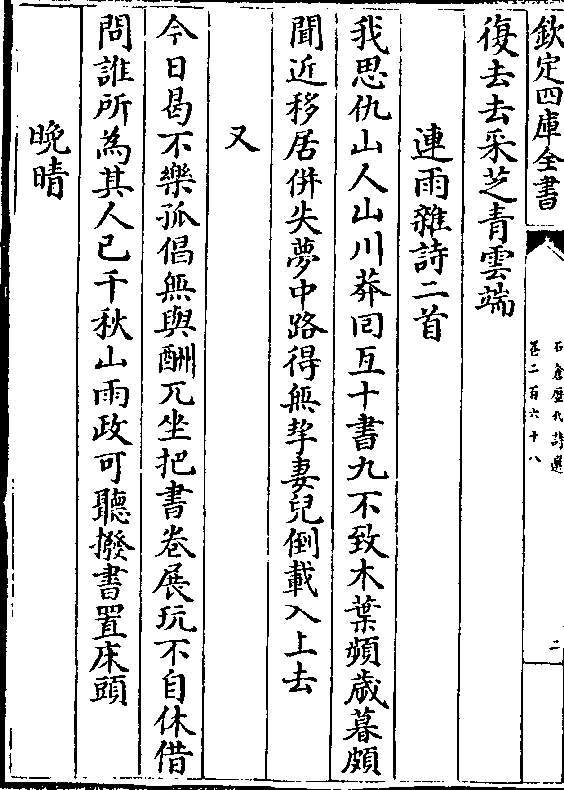 欽定四庫全書
石倉歷代詩選
卷二百六十八
二
復去去采芝青雲端
連雨雜詩二首
我思仇山人山川莽囘亙十書九不致木葉頻歲暮頗
聞近移居併失夢中路得無挐妻兒倒載入上去
又
今日曷不樂孤倡無與酬兀坐把書卷展玩不自休借
問誰所為其人已千秋山雨政可聽撥書置床頭
晚晴